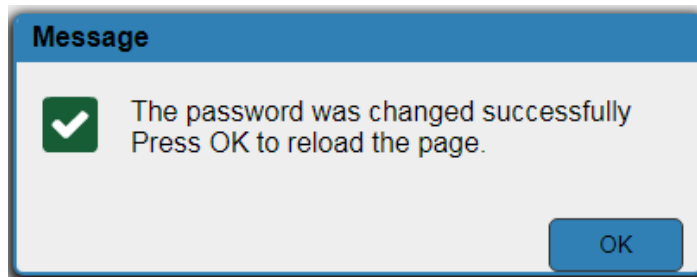 Message
The password was changed successfully
Press OK to reload the page.
OK